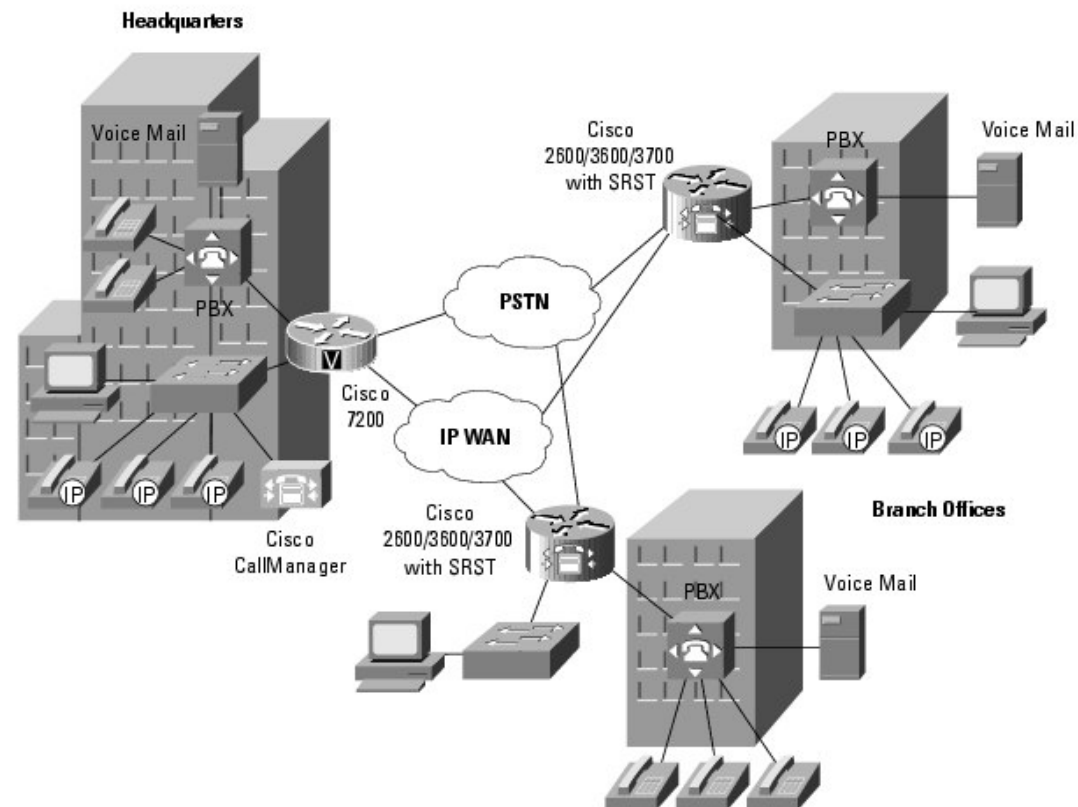 Headquarters
Voice Mail
PBX
Cisco
7200
V
IP
IP
IP
Cisco
CallManager
PSTN
IP WAN
Cisco
2600/3600/3700
with SRST
PBX
Voice Mail
IP
IP
IP
Cisco
2600/3600/3700
with SRST
Branch Offices
PBX
Voice Mail